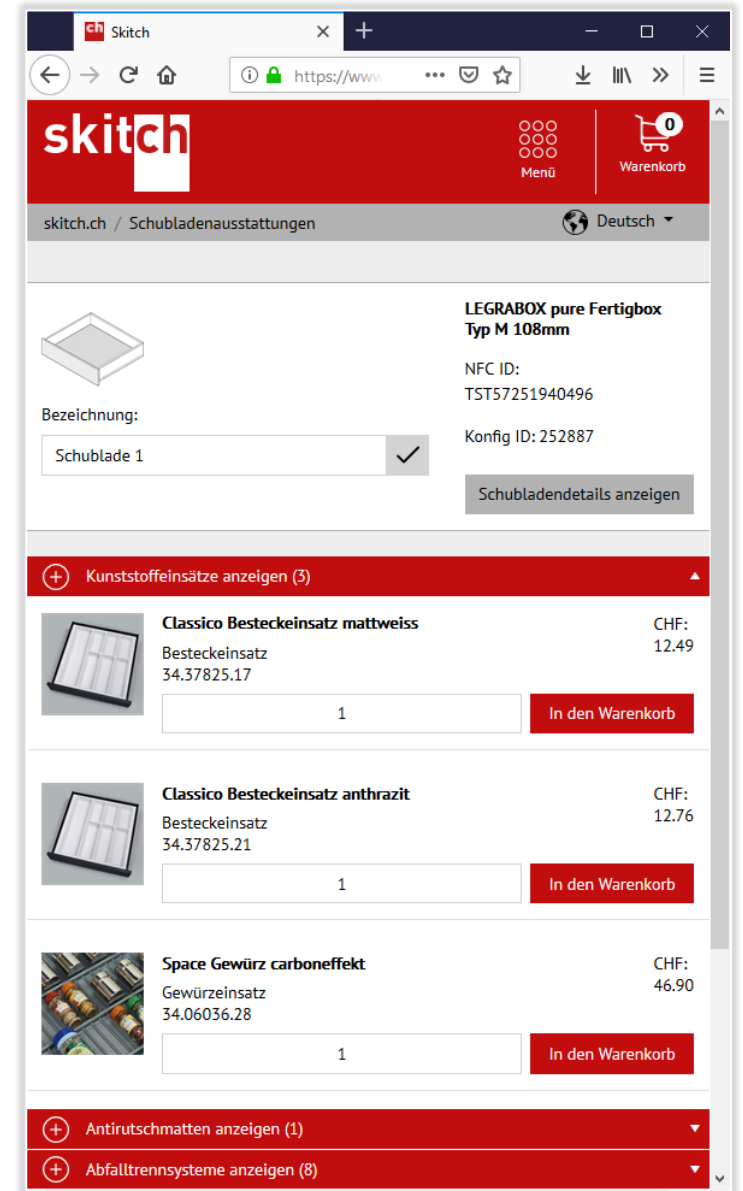 ch Skitch
https://www.
skitch
Menü
0
Warenkorb
skitch.ch / Schubladenausstattungen
Deutsch
LEGRABOX pure Fertigbox
Typ M 108mm
NFC ID:
TST57251940496
Bezeichnung:
Konfig ID: 252887
Schublade 1
Schubladendetails anzeigen
Kunststoffeinsätze anzeigen (3)
Classico Besteckeinsatz mattweiss
CHF:
12.49
Besteckeinsatz
34.37825.17
1
In den Warenkorb
Classico Besteckeinsatz anthrazit
CHF:
12.76
Besteckeinsatz
34.37825.21
1
In den Warenkorb
Space Gewürz carboneffekt
CHF:
46.90
Gewürzeinsatz
34.06036.28
1
In den Warenkorb
Antirutschmatten anzeigen (1)
Abfalltrennsysteme anzeigen (8)